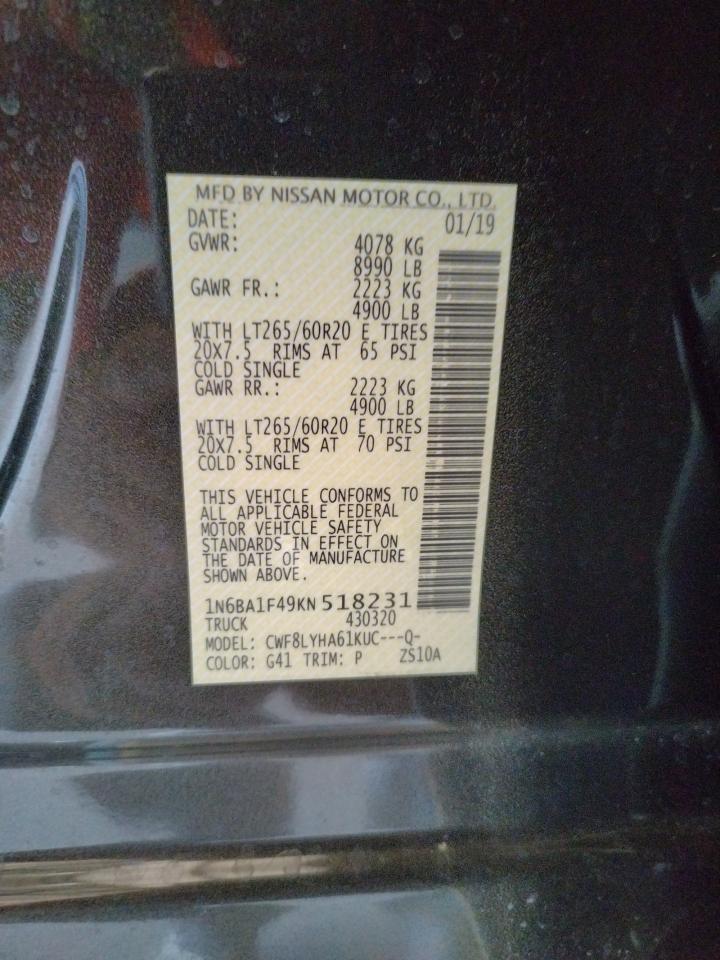 MFD BY NISSAN MOTOR CO., LTD.
DATE: 01/19
GVWR: 4078 KG
8990 LB
GAWR FR.: 2223 KG
4900 LB
WITH LT265/60R20 E TIRES
20X7.5 RIMS AT 65 PSI
COLD SINGLE
GAWR RR.: 2223 KG
4900 LB
WITH LT265/60R20 E TIRES
20X7.5 RIMS AT 70 PSI
COLD SINGLE
THIS VEHICLE CONFORMS TO
ALL APPLICABLE FEDERAL
MOTOR VEHICLE SAFETY
STANDARDS IN EFFECT ON
THE DATE OF MANUFACTURE
SHOWN ABOVE.
1N6BA1F49KN518231
TRUCK 430320
MODEL: CWF8LYHA61KUC---Q-
COLOR: G41 TRIM: P ZS10A